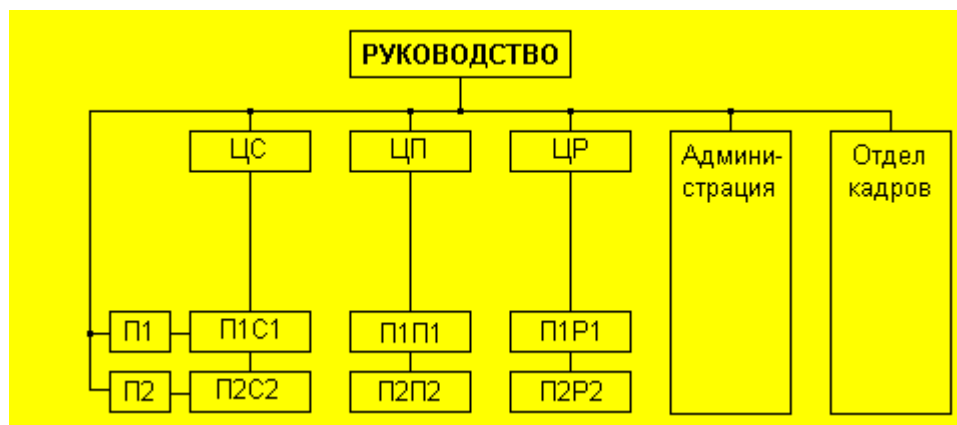 РУКОВОДСТВО
ЦС
ЦП
ЦР
Админи-
страция
Отдел
кадров
П1
П1С1
П1П1
П1Р1
П2
П2С2
П2П2
П2Р2